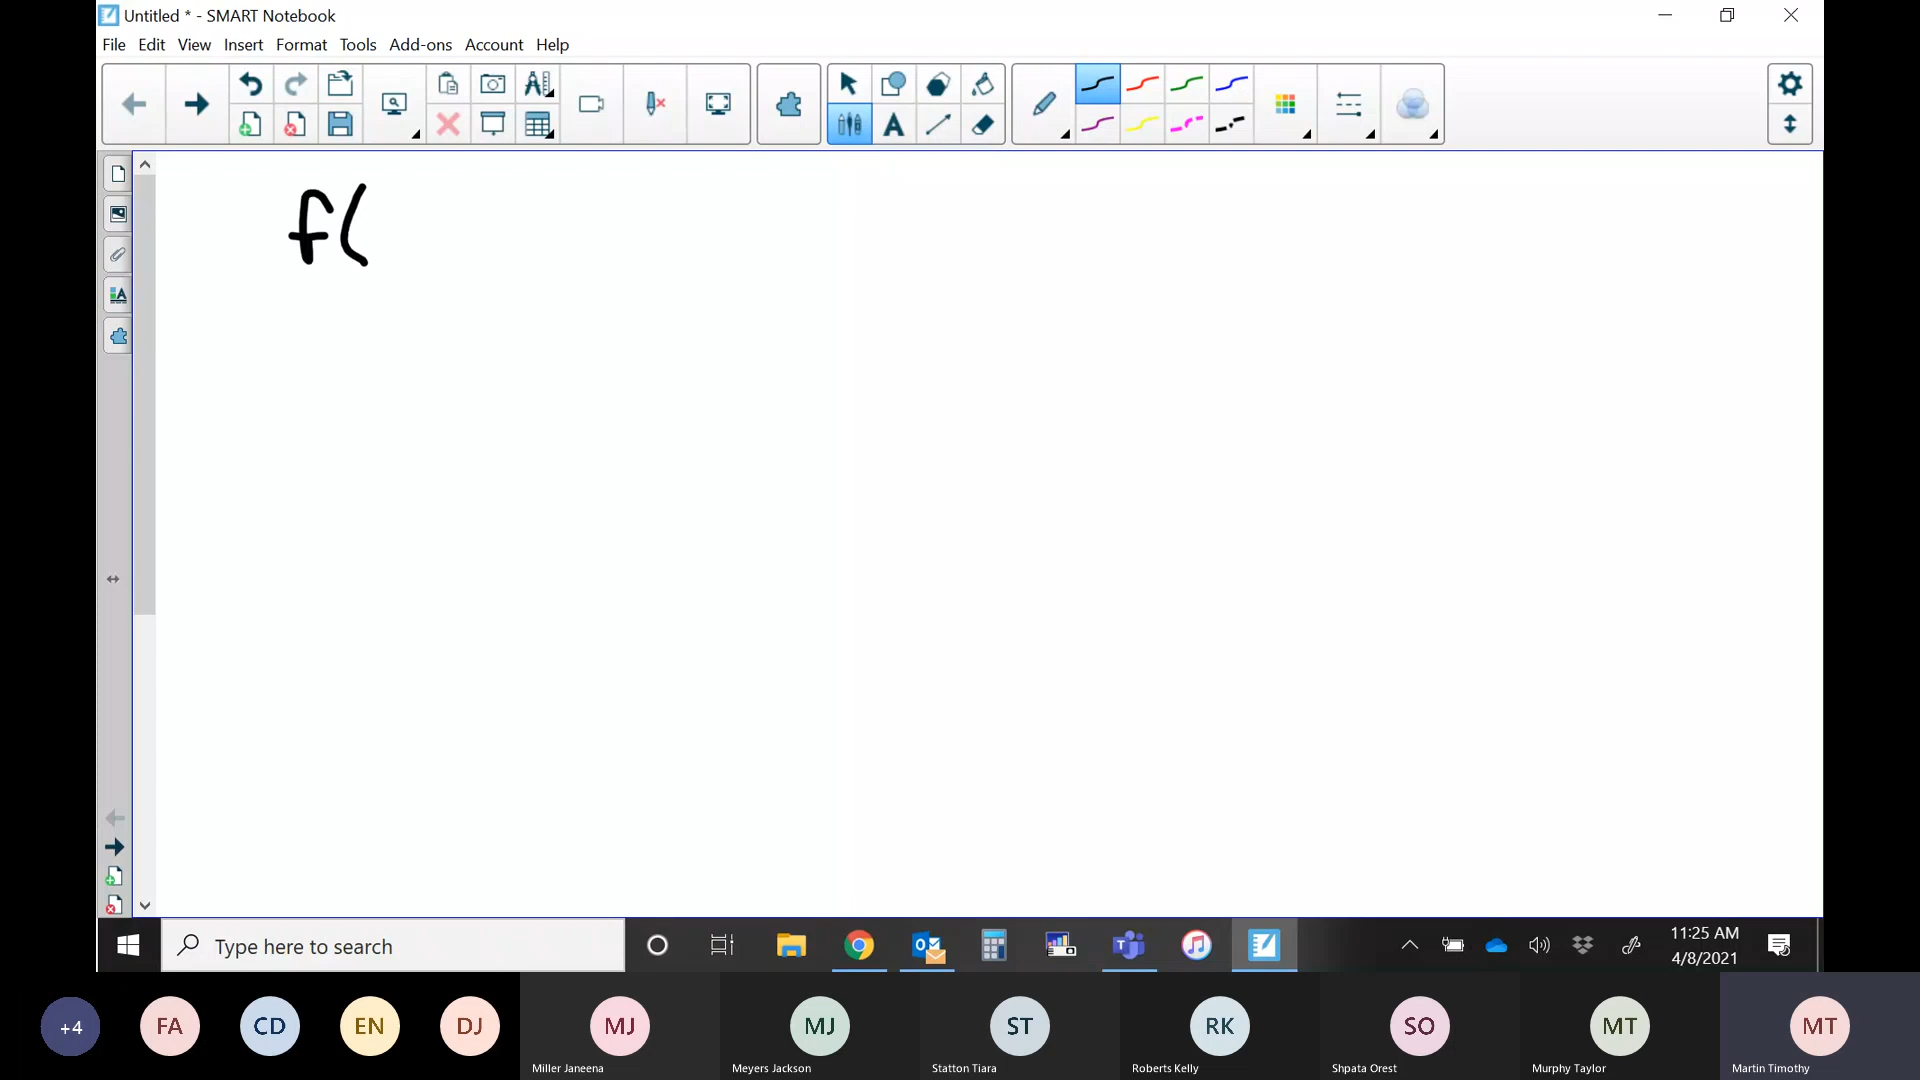 Untitled * - SMART Notebook
File Edit View Insert Format Tools Add-ons Account Help
f(
Type here to search
11:25 AM
4/8/2021
+4 FA CD EN DJ MJ MJ ST RK SO MT MT
Miller Janeena Meyers Jackson Statton Tiara Roberts Kelly Shpata Orest Murphy Taylor Martin Timothy